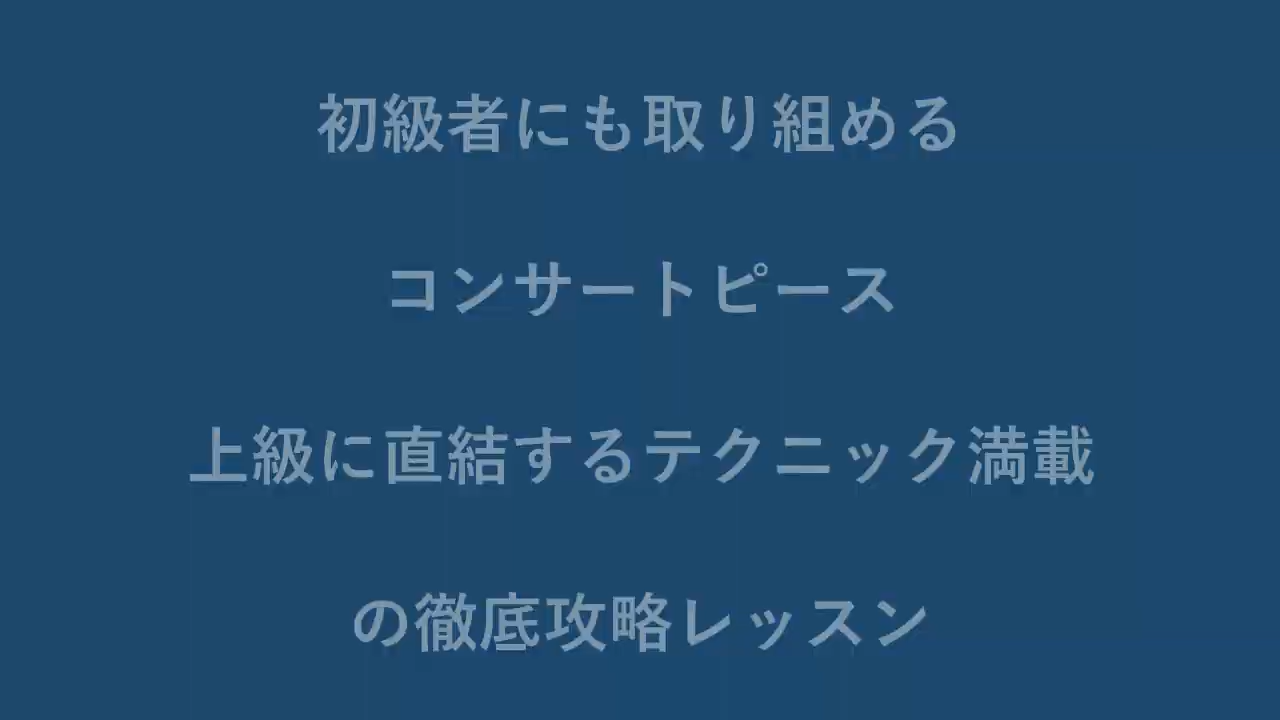 初級者にも取り組める
コンサートピース
上級に直結するテクニック満載
の徹底攻略レッスン